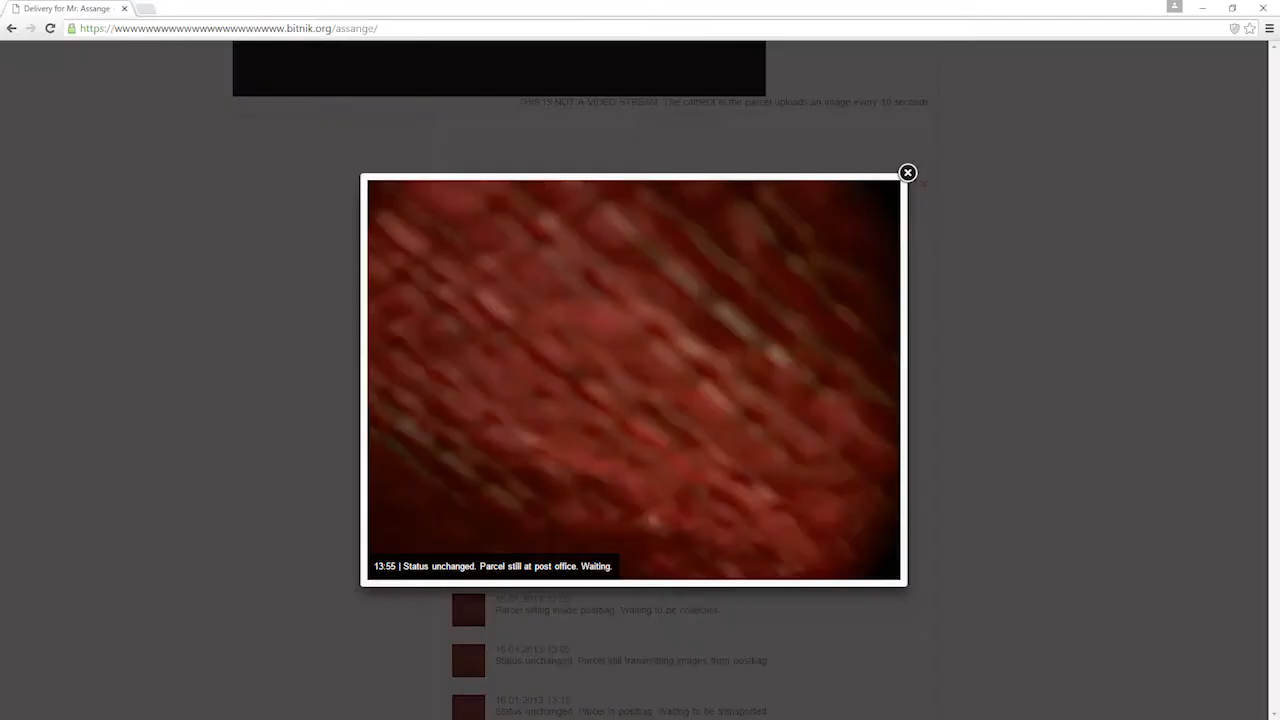 Delivery for Mr. Assange
https://wwwwwwwwwwwwwwwwwwwwww.bitnik.org/assange/
THIS IS NOT A VIDEO STREAM. The camera in the parcel uploads an image every 10 seconds
13:55 | Status unchanged. Parcel still at post office. Waiting.
Parcel sitting inside postbag. Waiting to be collected.
16.01.2013 13:05
Status unchanged. Parcel still transmitting images from postbag.
16.01.2013 13:15
Status unchanged. Parcel in postbag. Waiting to be transported.